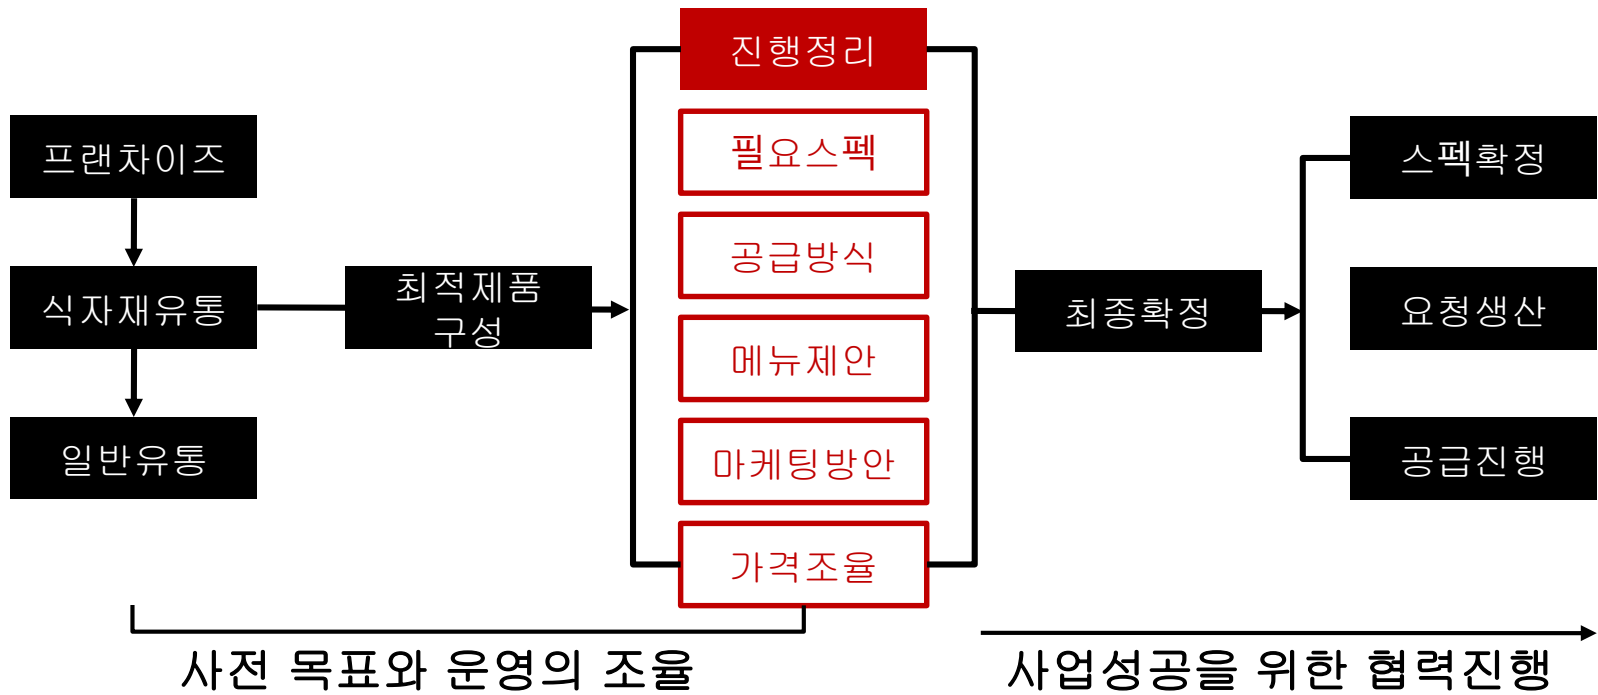 프랜차이즈
식자재유통
일반유통
최적제품
구성
진행정리
필요스펙
공급방식
메뉴제안
마케팅방안
가격조율
최종확정
스펙확정
요청생산
공급진행
사전 목표와 운영의 조율
사업성공을 위한 협력진행